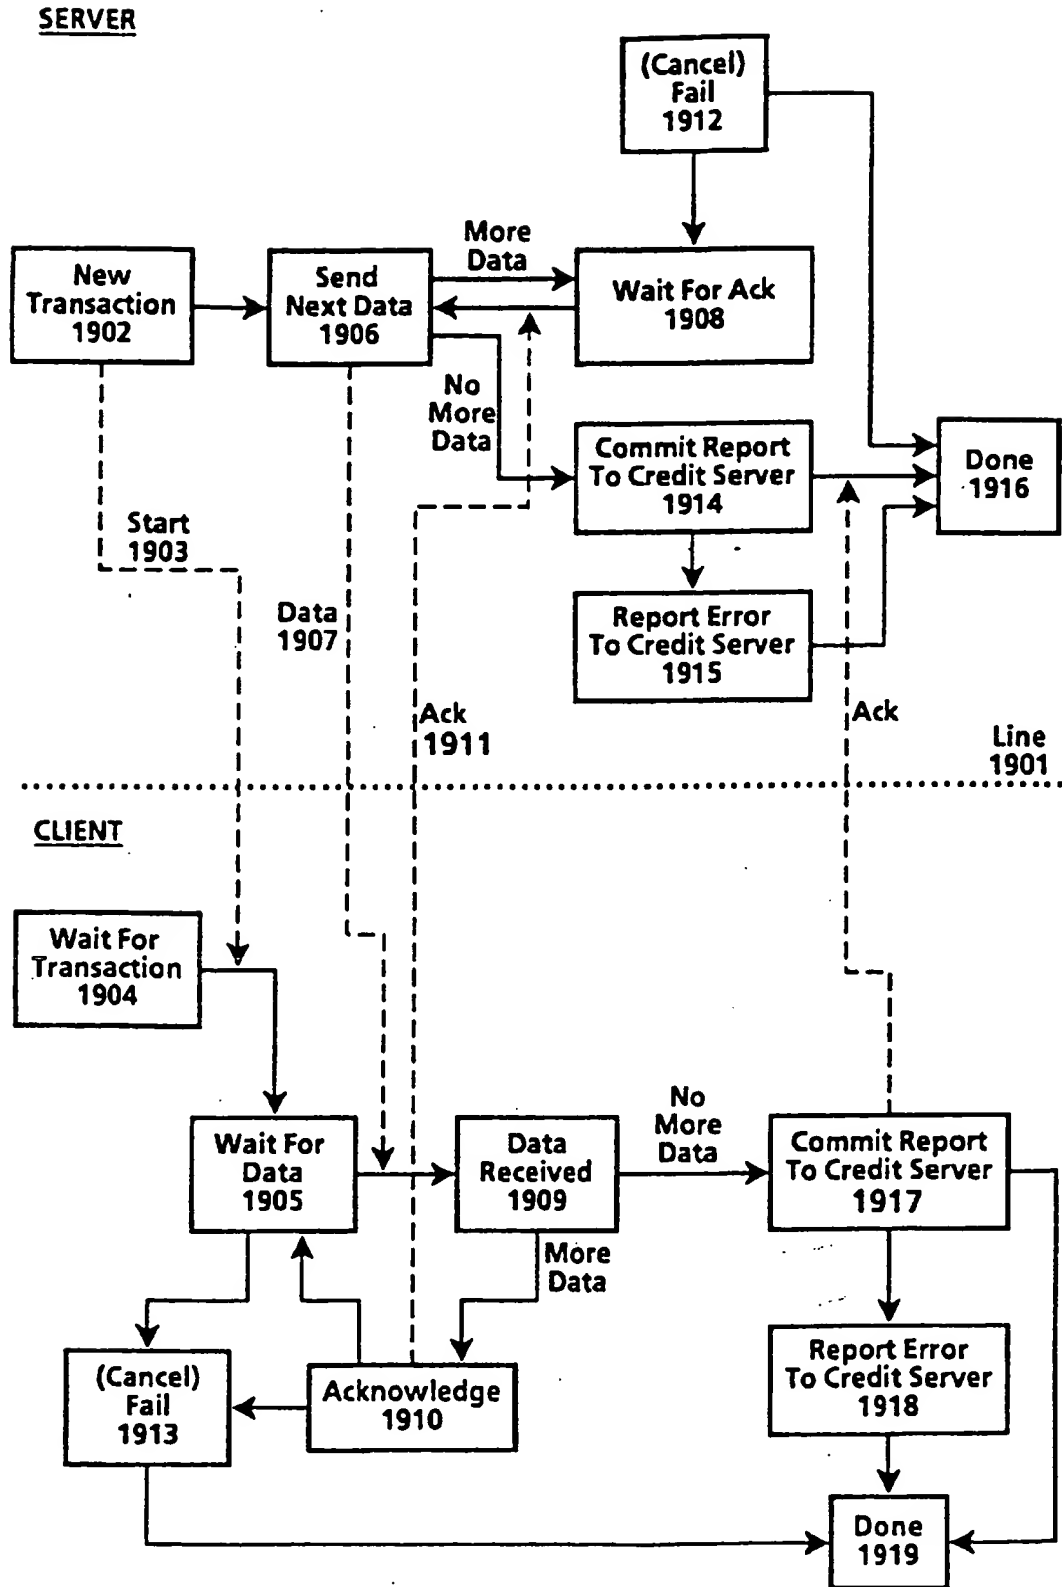 SERVER
(Cancel)
Fail
1912
More
Data
New
Transaction
1902
Send
Next Data
1906
Wait For Ack
1908
No
More
Data
Commit Report
To Credit Server
1914
Done
1916
Start
1903
Data
1907
Report Error
To Credit Server
1915
Ack
1911
Ack
Line
1901
CLIENT
Wait For
Transaction
1904
Wait For
Data
1905
Data
Received
1909
No
More
Data
Commit Report
To Credit Server
1917
More
Data
(Cancel)
Fail
1913
Acknowledge
1910
Report Error
To Credit Server
1918
Done
1919